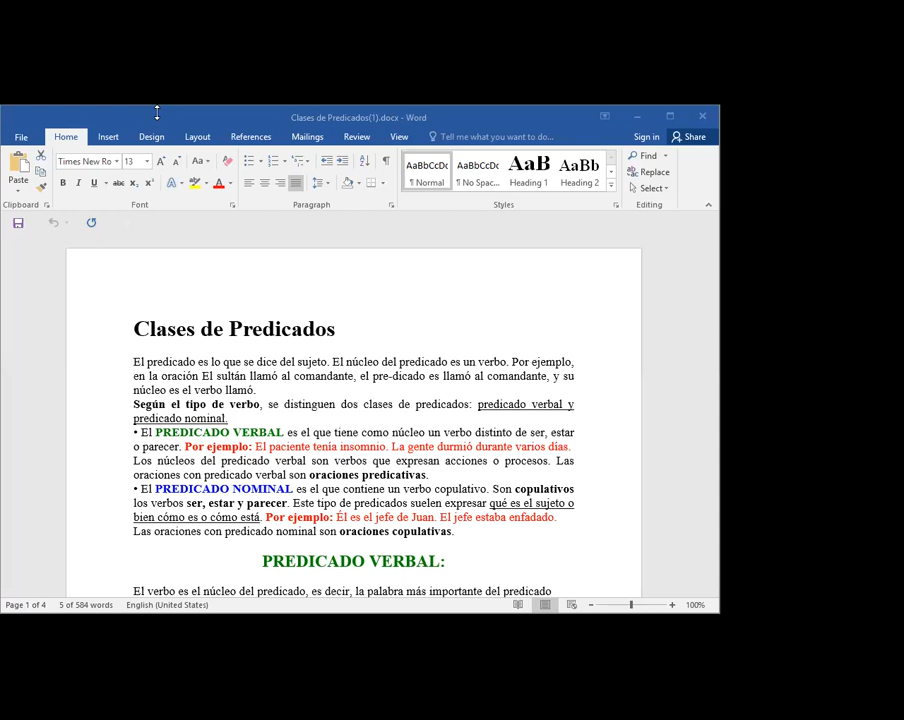 Clases de Predicados(1).docx - Word
File Home Insert Design Layout References Mailings Review View Tell me what you want to do... Sign in Share
Paste Times New Ro 13 Aa AaBbCcDc AaBbCcDc AaB AaBb Find
¶ Normal ¶ No Spac... Heading 1 Heading 2 Replace
B I U abc x₂ x² A Select
Clipboard Font Paragraph Styles Editing
Clases de Predicados
El predicado es lo que se dice del sujeto. El núcleo del predicado es un verbo. Por ejemplo,
en la oración El sultán llamó al comandante, el pre-dicado es llamó al comandante, y su
núcleo es el verbo llamó.
Según el tipo de verbo, se distinguen dos clases de predicados: predicado verbal y
predicado nominal.
• El PREDICADO VERBAL es el que tiene como núcleo un verbo distinto de ser, estar
o parecer. Por ejemplo: El paciente tenía insomnio. La gente durmió durante varios días.
Los núcleos del predicado verbal son verbos que expresan acciones o procesos. Las
oraciones con predicado verbal son oraciones predicativas.
• El PREDICADO NOMINAL es el que contiene un verbo copulativo. Son copulativos
los verbos ser, estar y parecer. Este tipo de predicados suelen expresar qué es el sujeto o
bien cómo es o cómo está. Por ejemplo: Él es el jefe de Juan. El jefe estaba enfadado.
Las oraciones con predicado nominal son oraciones copulativas.
PREDICADO VERBAL:
El verbo es el núcleo del predicado, es decir, la palabra más importante del predicado
Page 1 of 4 5 of 584 words English (United States) 100%